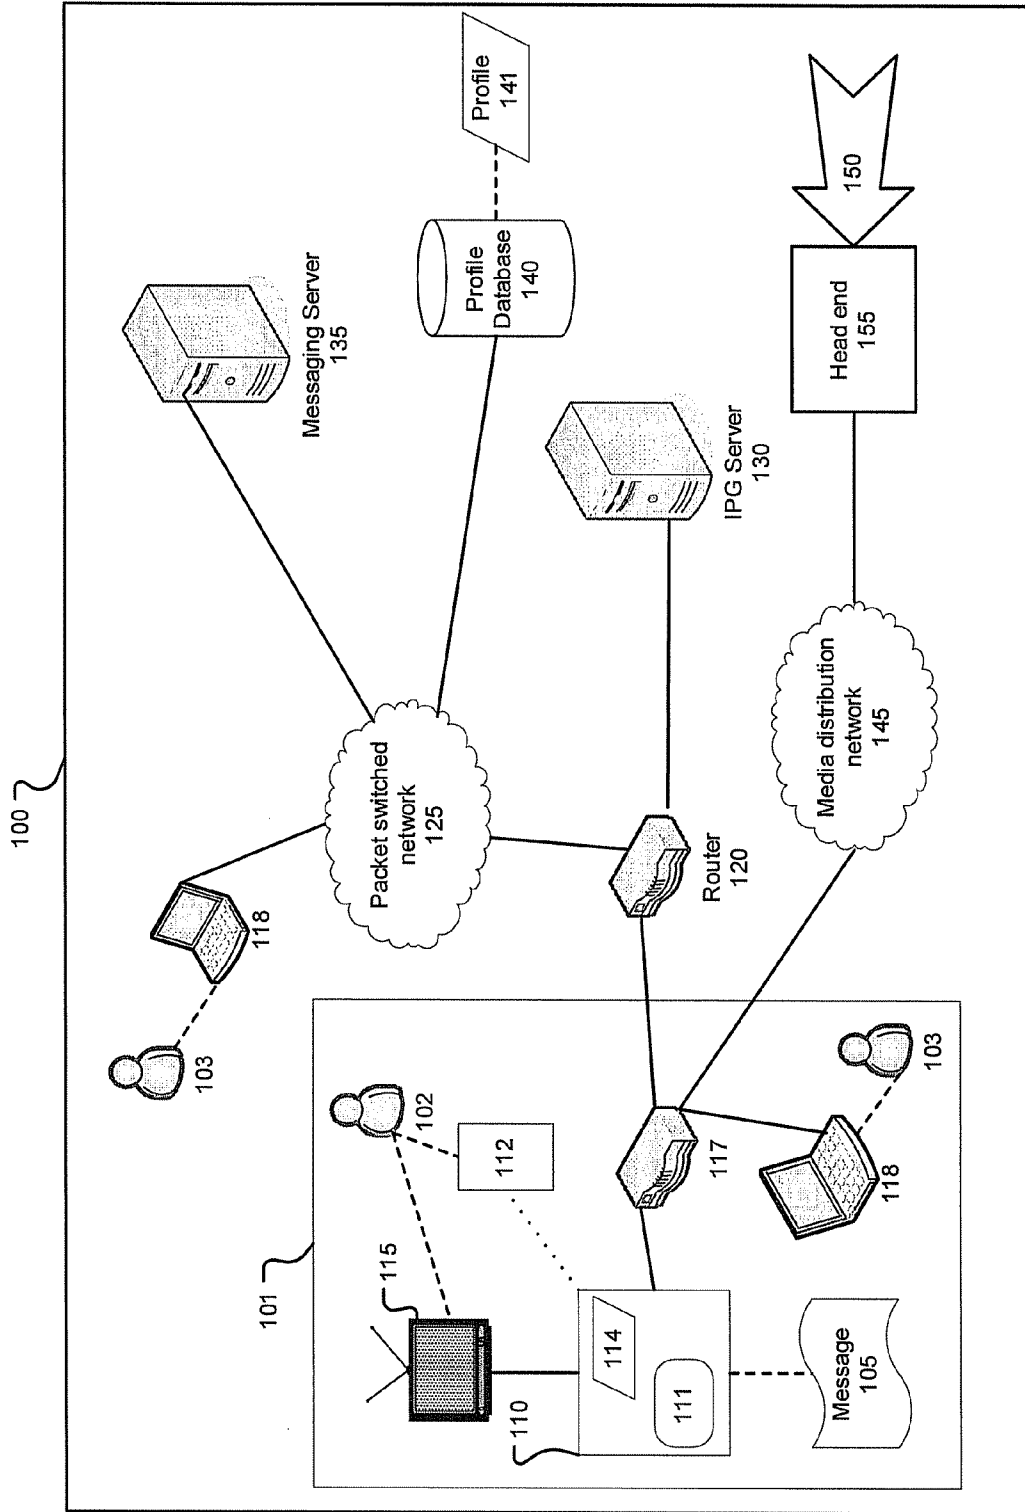 100
Messaging Server
135
Profile
Database
140
Profile
141
118
103
Packet switched
network
125
IPG Server
130
Router
120
Head end
155
150
Media distribution
network
145
101
102
112
115
117
103
118
110
114
111
Message
105